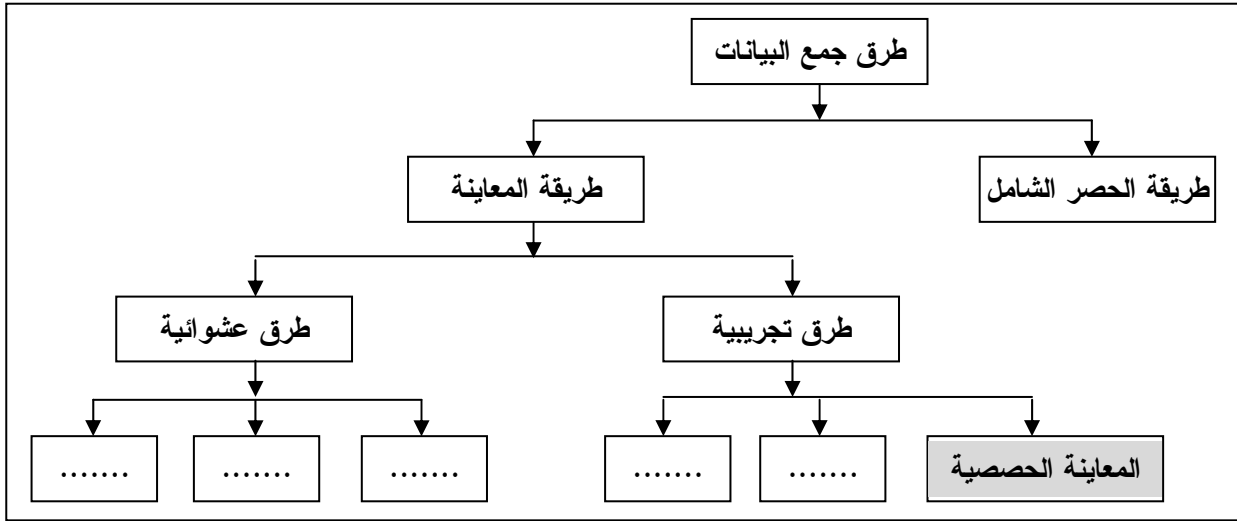 طرق جمع البيانات
طريقة الحصر الشامل
طريقة المعاينة
طرق تجريبية
طرق عشوائية
المعاينة الحصصية
.......
.......
.......
.......
.......